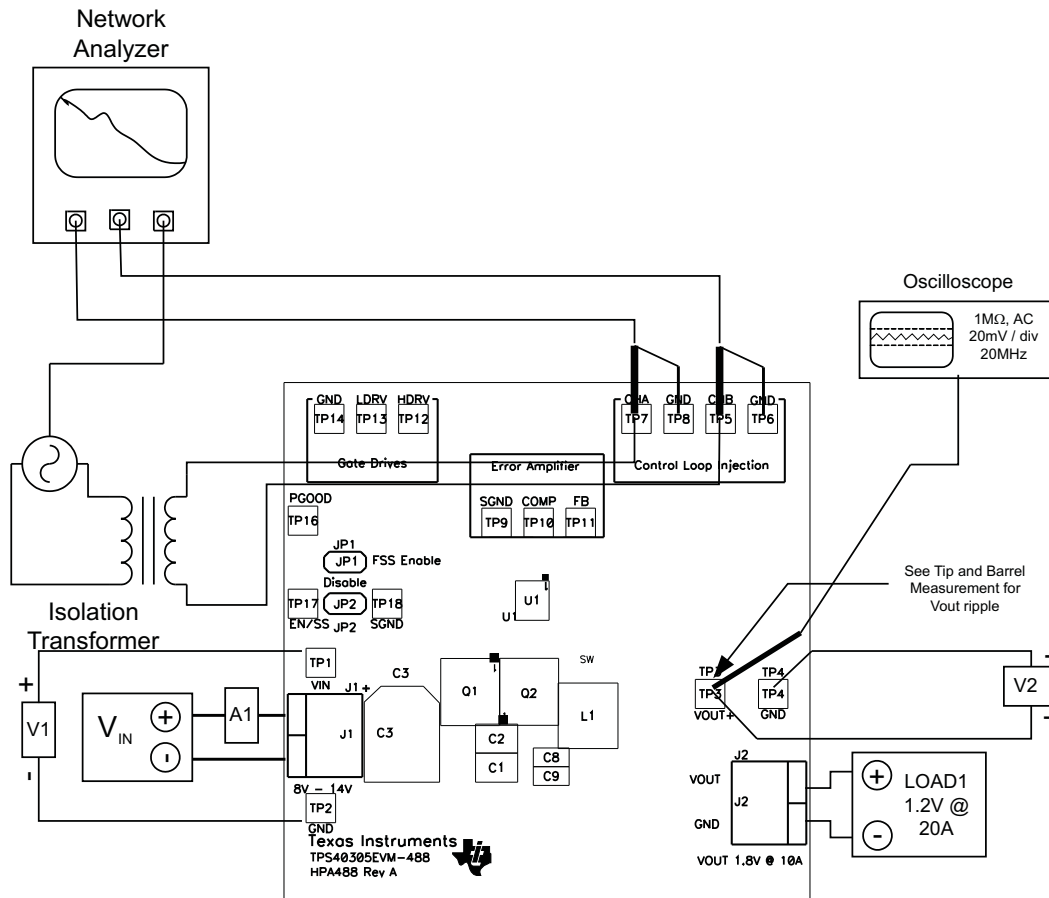 Network
Analyzer
Oscilloscope
1MΩ, AC
20mV / div
20MHz
GND LDRV HDRV
TP14 TP13 TP12
Gate Drives
GND GND
TP7 TP8 TP5 TP6
Control Loop Injection
Error Amplifier
SGND COMP FB
TP9 TP10 TP11
PGOOD
TP16
JP1
JP1 FSS Enable
Disable
TP17 JP2 TP18
EN/SS JP2 SGND
U1
U1
See Tip and Barrel
Measurement for
Vout ripple
Isolation
Transformer
TP1
VIN
J1 +
C3
SW
Q1 Q2
TP4
TP3 TP4
VOUT+ GND
V2
-
+
V1
-
VIN
+
-
A1
J1
C3
L1
C2
C1
C8
C9
8V - 14V
TP2
GND
J2
VOUT
J2
GND
+
-
LOAD1
1.2V @
20A
Texas Instruments
TPS40305EVM-488
HPA488 Rev A
VOUT 1.8V @ 10A